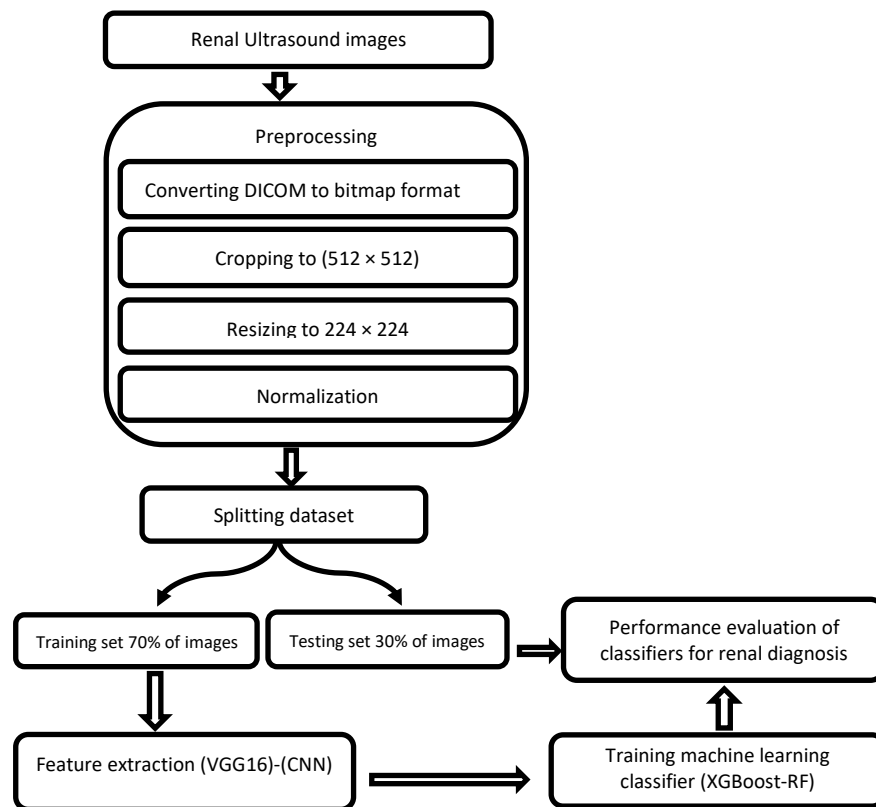 Renal Ultrasound images
Preprocessing
Converting DICOM to bitmap format
Cropping to (512 × 512)
Resizing to 224 × 224
Normalization
Splitting dataset
Training set 70% of images
Testing set 30% of images
Performance evaluation of
classifiers for renal diagnosis
Feature extraction (VGG16)-(CNN)
Training machine learning
classifier (XGBoost-RF)